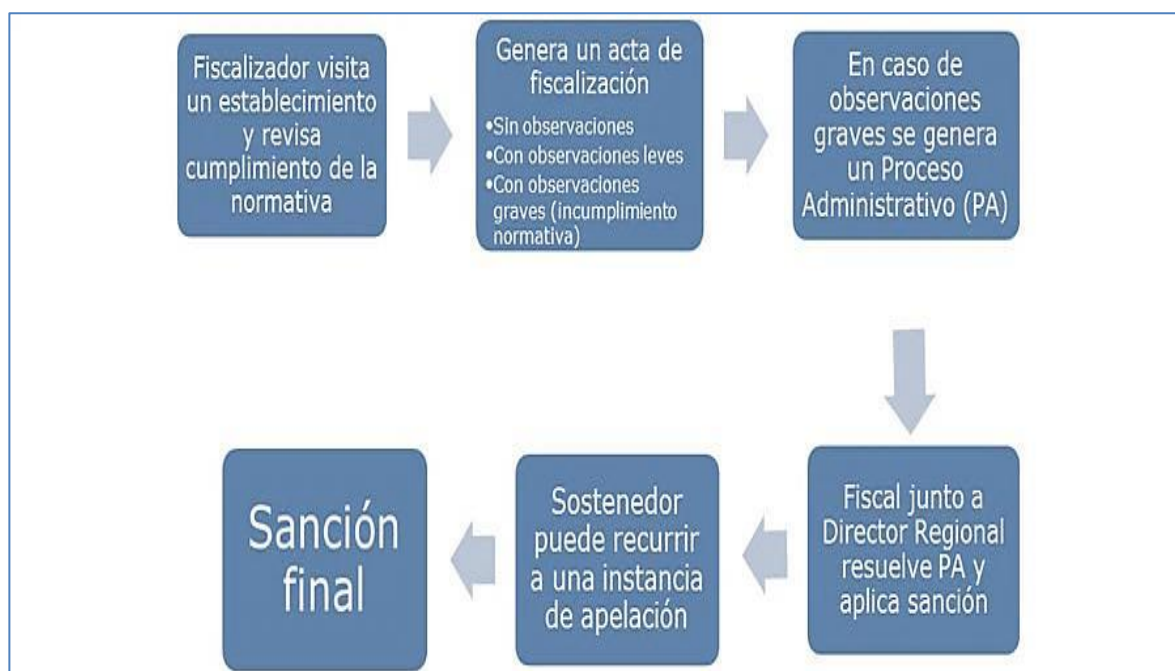 Fiscalizador visita
un establecimiento
y revisa
cumplimiento de la
normativa
Genera un acta de
fiscalización
•Sin observaciones
•Con observaciones leves
•Con observaciones
graves (incumplimiento
normativa)
En caso de
observaciones
graves se genera
un Proceso
Administrativo (PA)
Fiscal junto a
Director Regional
resuelve PA y
aplica sanción
Sostenedor
puede recurrir
a una instancia
de apelación
Sanción
final